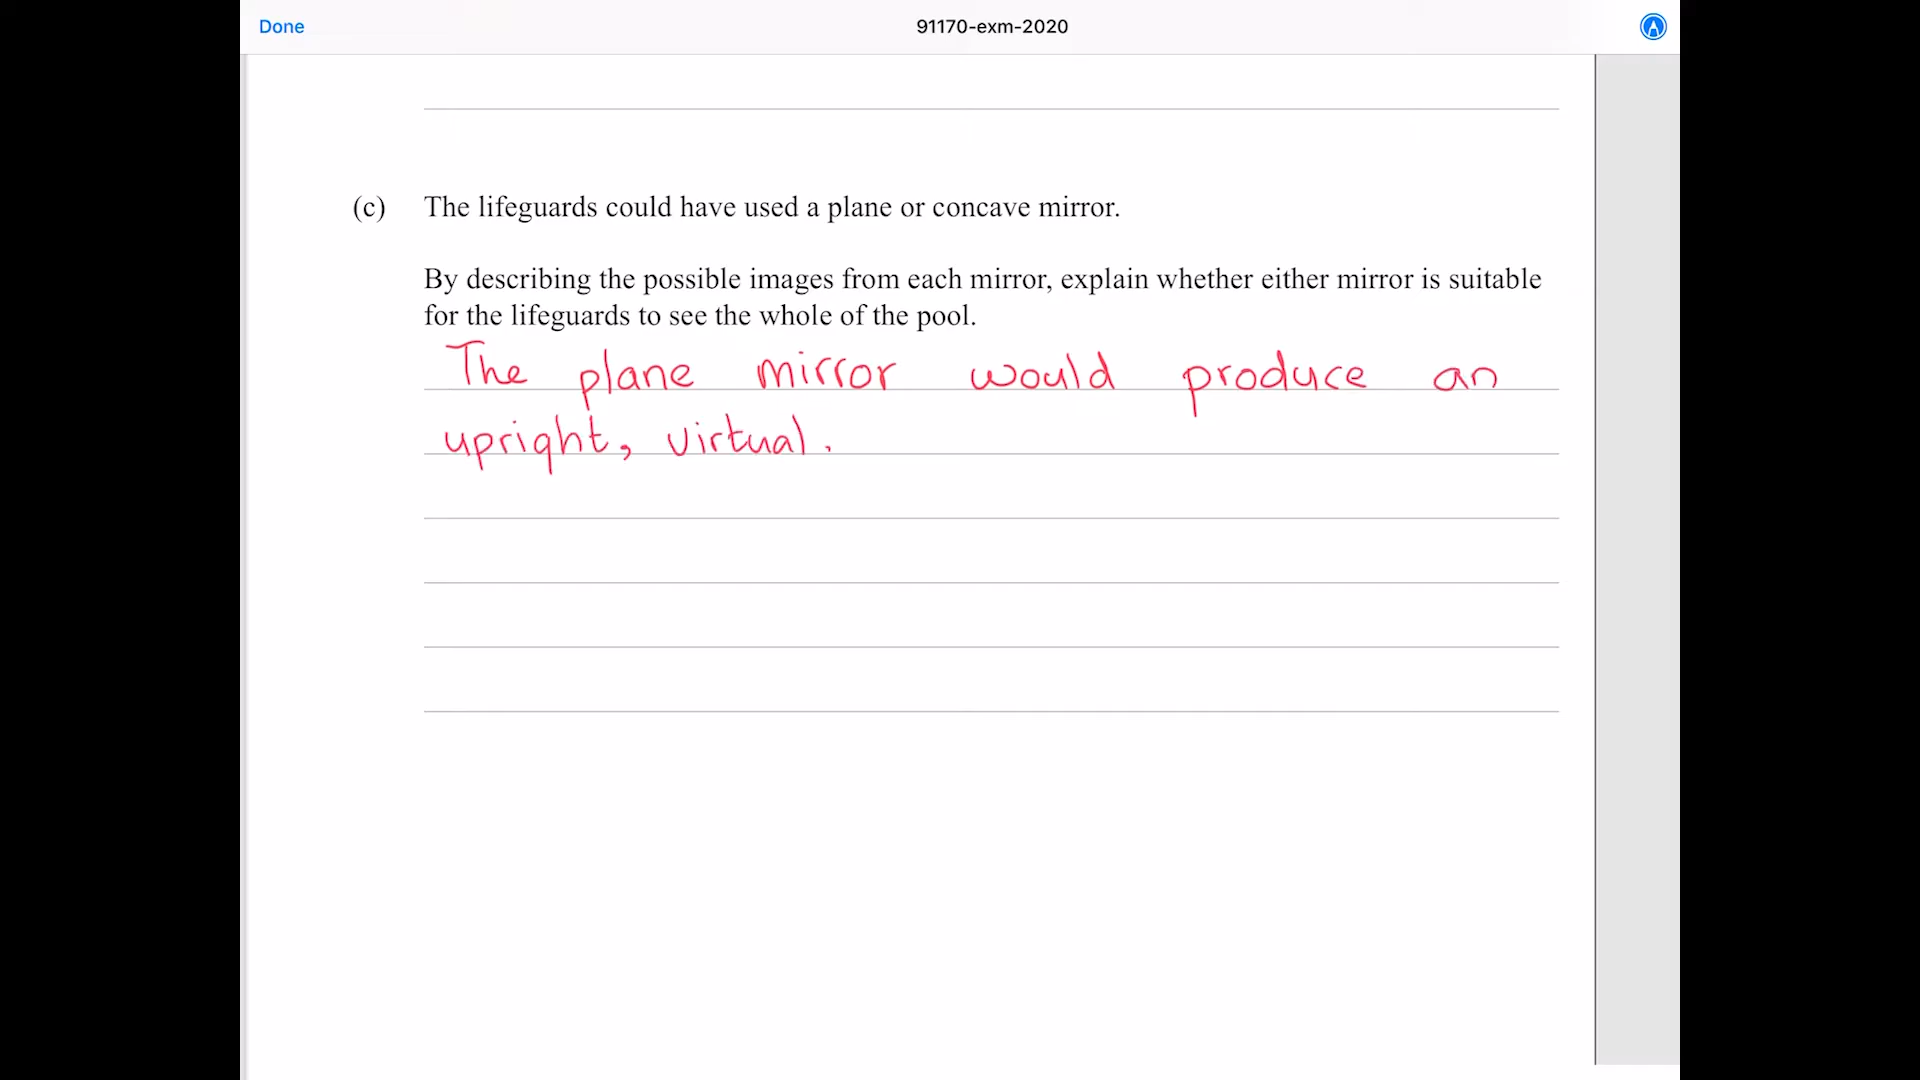 Done
91170-exm-2020
(c) The lifeguards could have used a plane or concave mirror.
By describing the possible images from each mirror, explain whether either mirror is suitable
for the lifeguards to see the whole of the pool.
The plane mirror would produce an
upright, virtual.